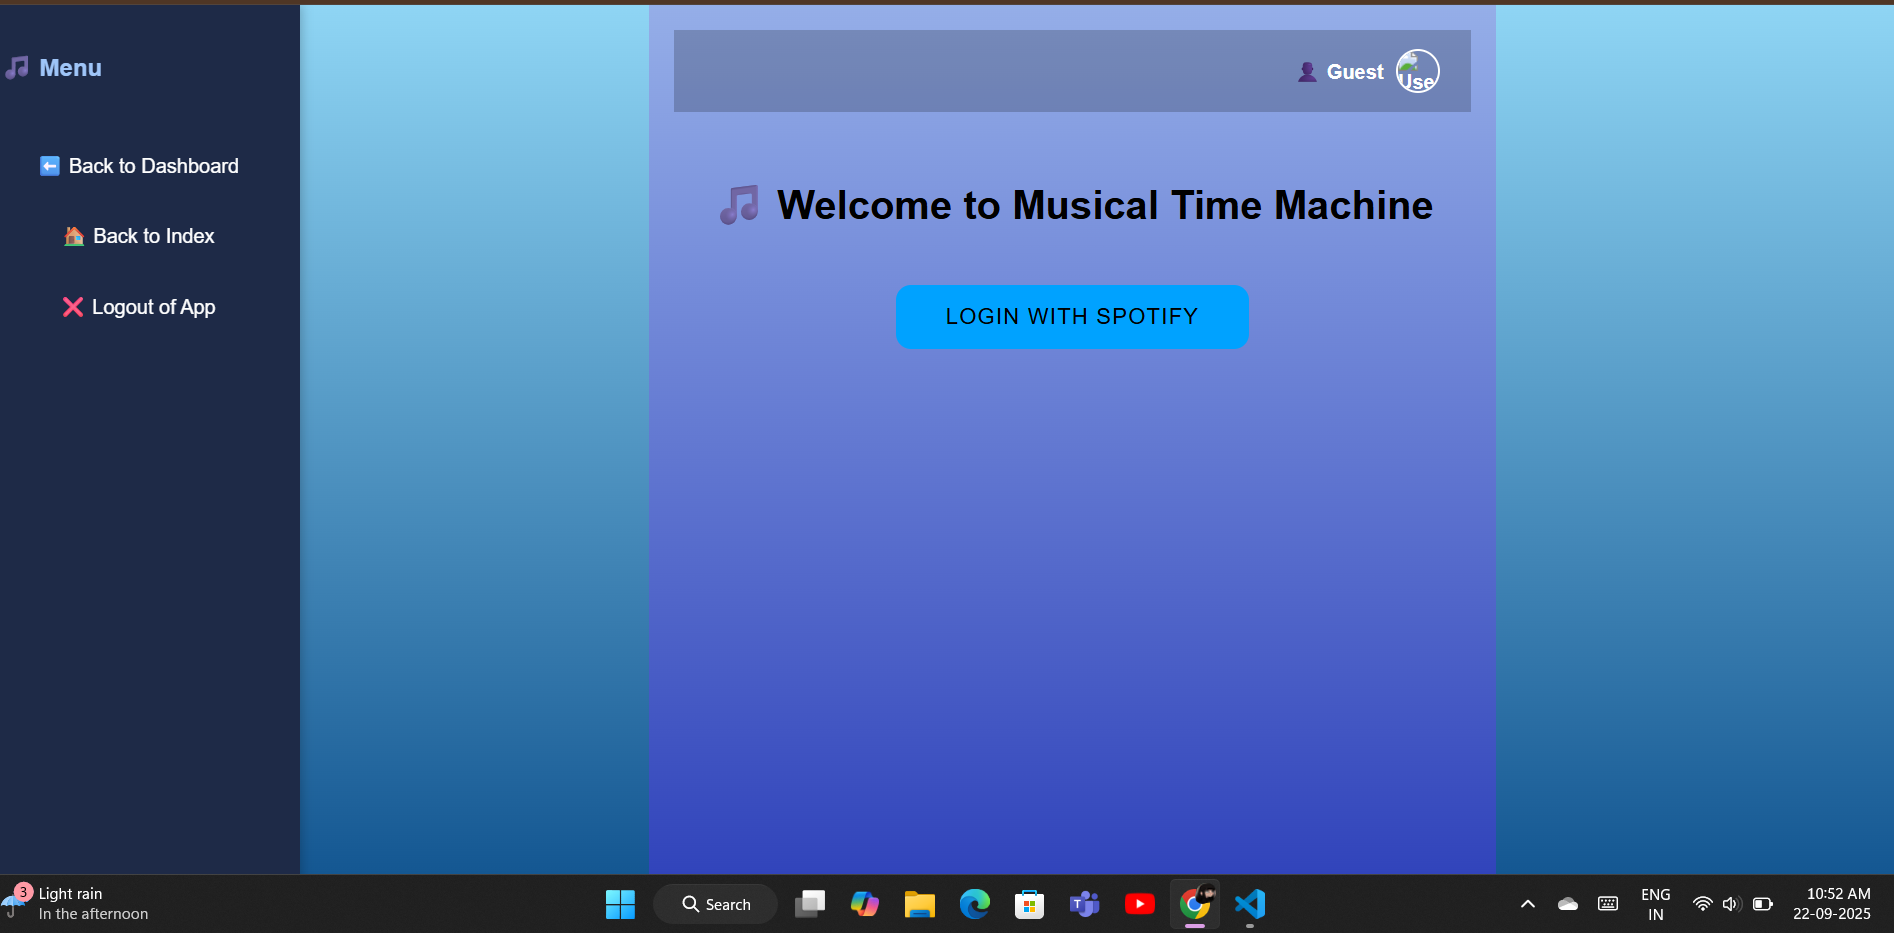 Menu
Back to Dashboard
Back to Index
Logout of App
Guest
Use
Welcome to Musical Time Machine
LOGIN WITH SPOTIFY
3
Light rain
In the afternoon
Search
T
ENG
IN
10:52 AM
22-09-2025